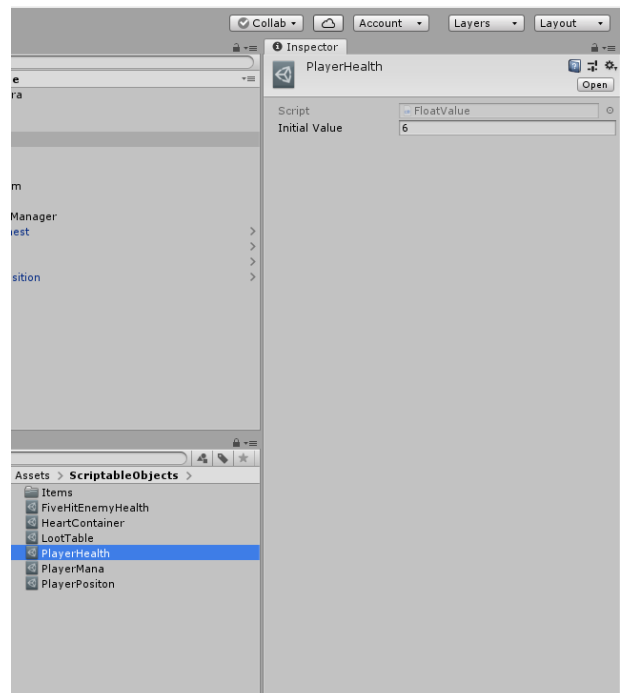 Collab Account Layers Layout
Inspector
PlayerHealth
Open
Script FloatValue
Initial Value 6
e
ra
m
Manager
est
sition
Assets > ScriptableObjects >
Items
FiveHitEnemyHealth
HeartContainer
LootTable
PlayerHealth
PlayerMana
PlayerPositon